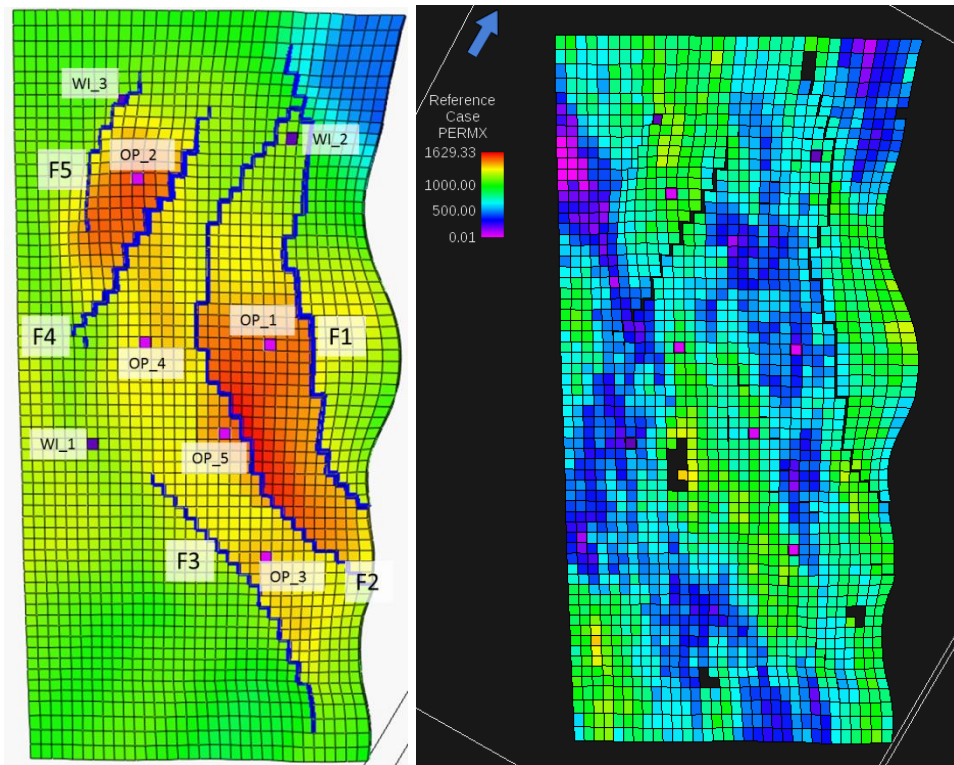 WI_3
WI_2
OP_2
F5
OP_1
F4
F1
OP_4
WI_1
OP_5
F3
OP_3
F2
Reference
Case
PERMX
1629.33
1000.00
500.00
0.01